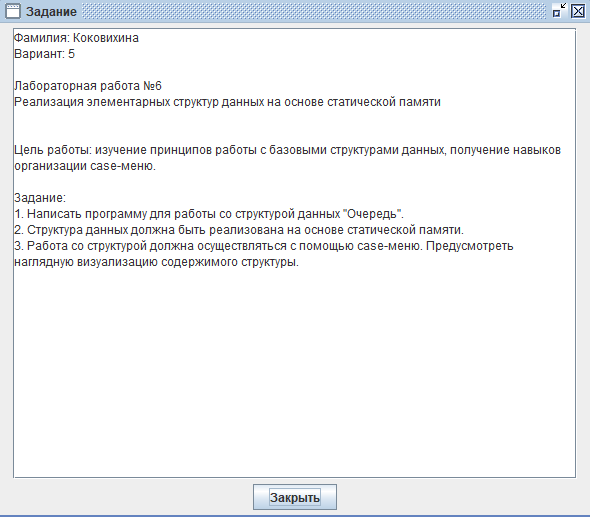 Задание
Фамилия: Коковихина
Вариант: 5
Лабораторная работа №6
Реализация элементарных структур данных на основе статической памяти
Цель работы: изучение принципов работы с базовыми структурами данных, получение навыков
организации case-меню.
Задание:
1. Написать программу для работы со структурой данных "Очередь".
2. Структура данных должна быть реализована на основе статической памяти.
3. Работа со структурой должна осуществляться с помощью case-меню. Предусмотреть
наглядную визуализацию содержимого структуры.
Закрыть